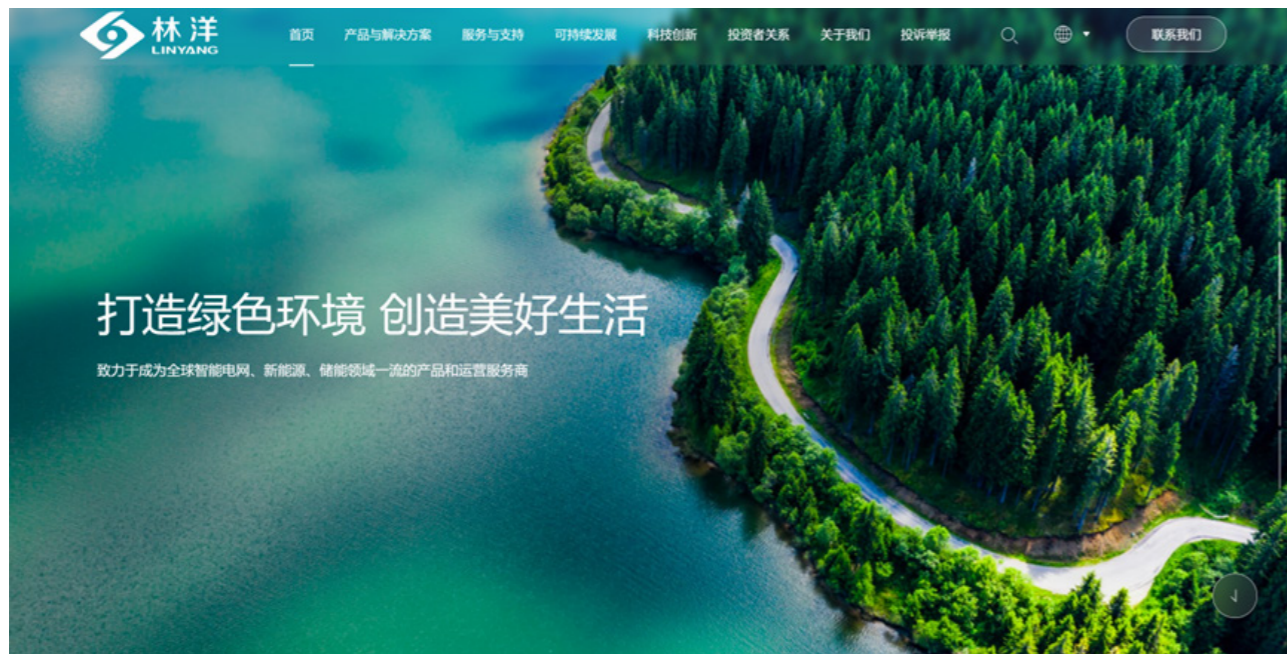 林洋
LINYANG
首页 产品与解决方案 服务与支持 可持续发展 科技创新 投资者关系 关于我们 投诉举报 联系我们
打造绿色环境 创造美好生活
致力于成为全球智能电网、新能源、储能领域一流的产品和运营服务商